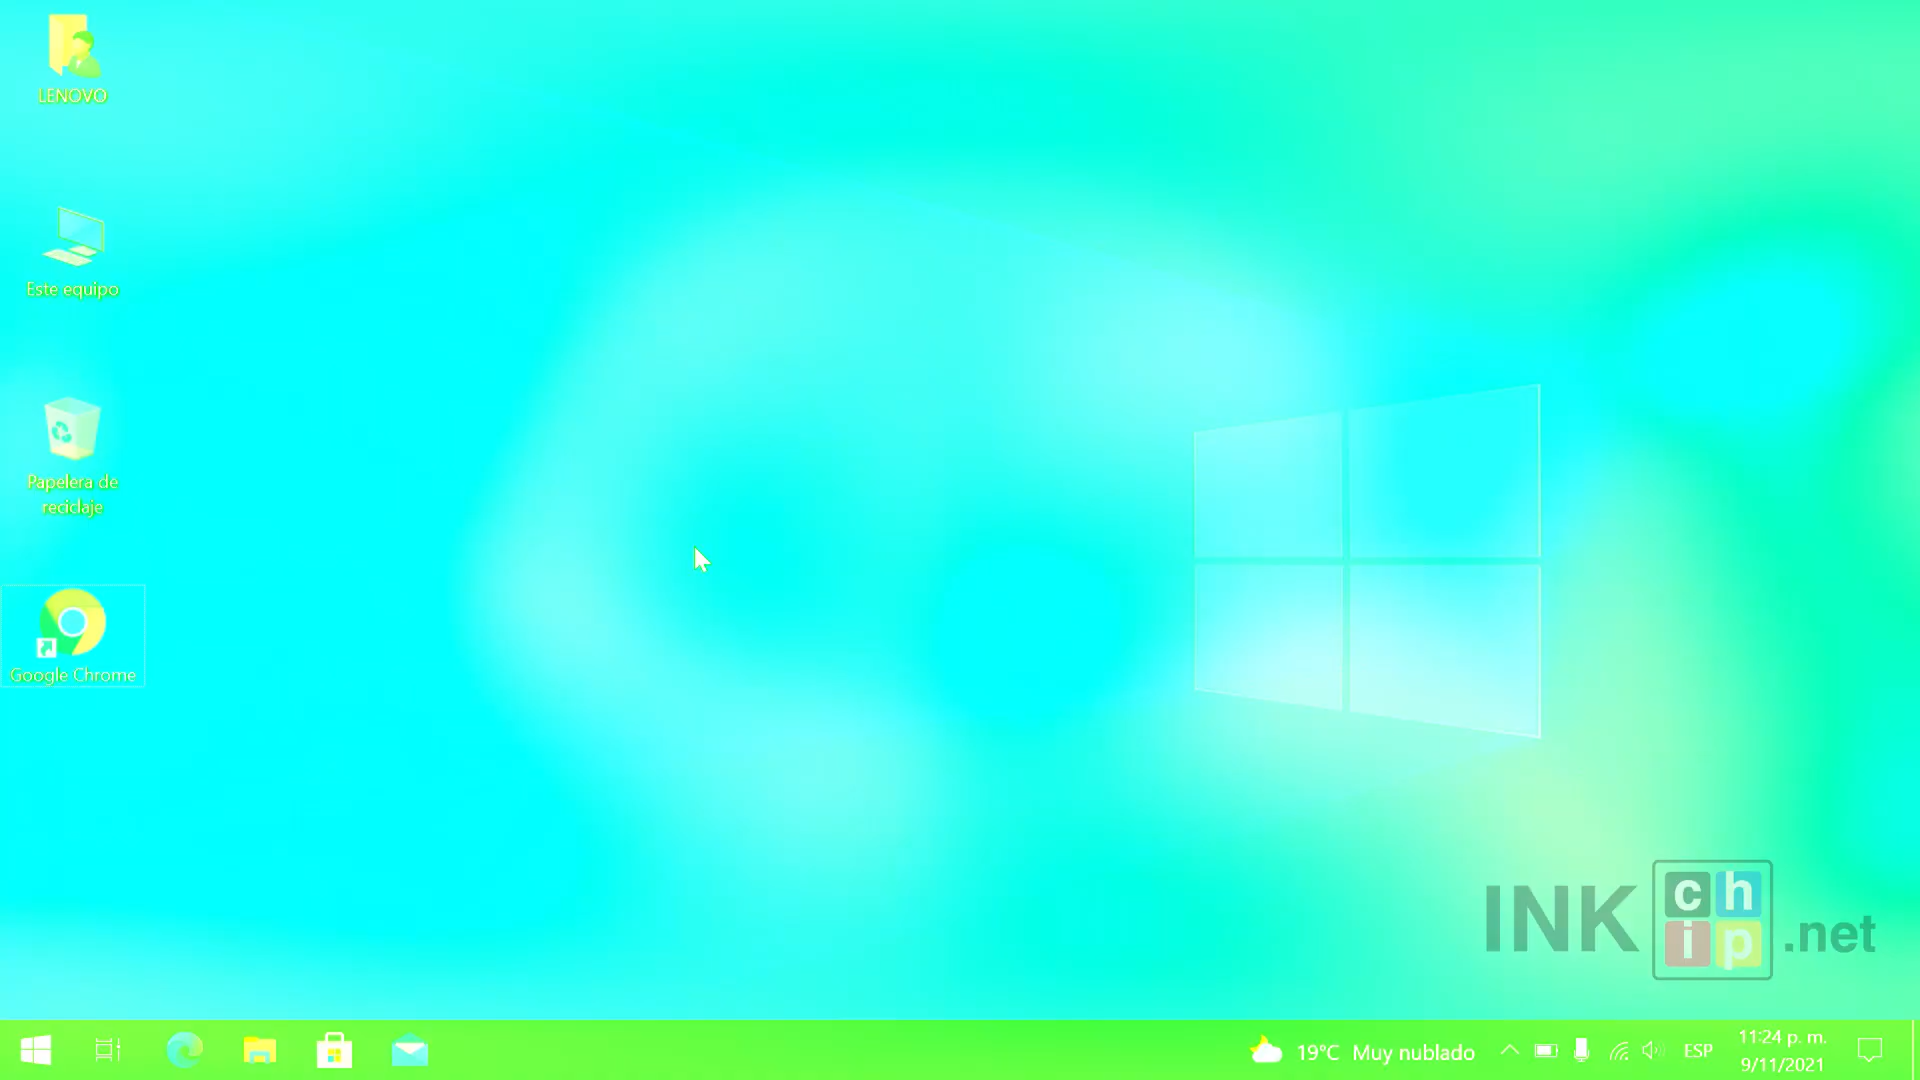 LENOVO
Este equipo
Papelera de
reciclaje
Google Chrome
INK chip .net
19°C Muy nublado
ESP
11:24 p. m.
9/11/2021